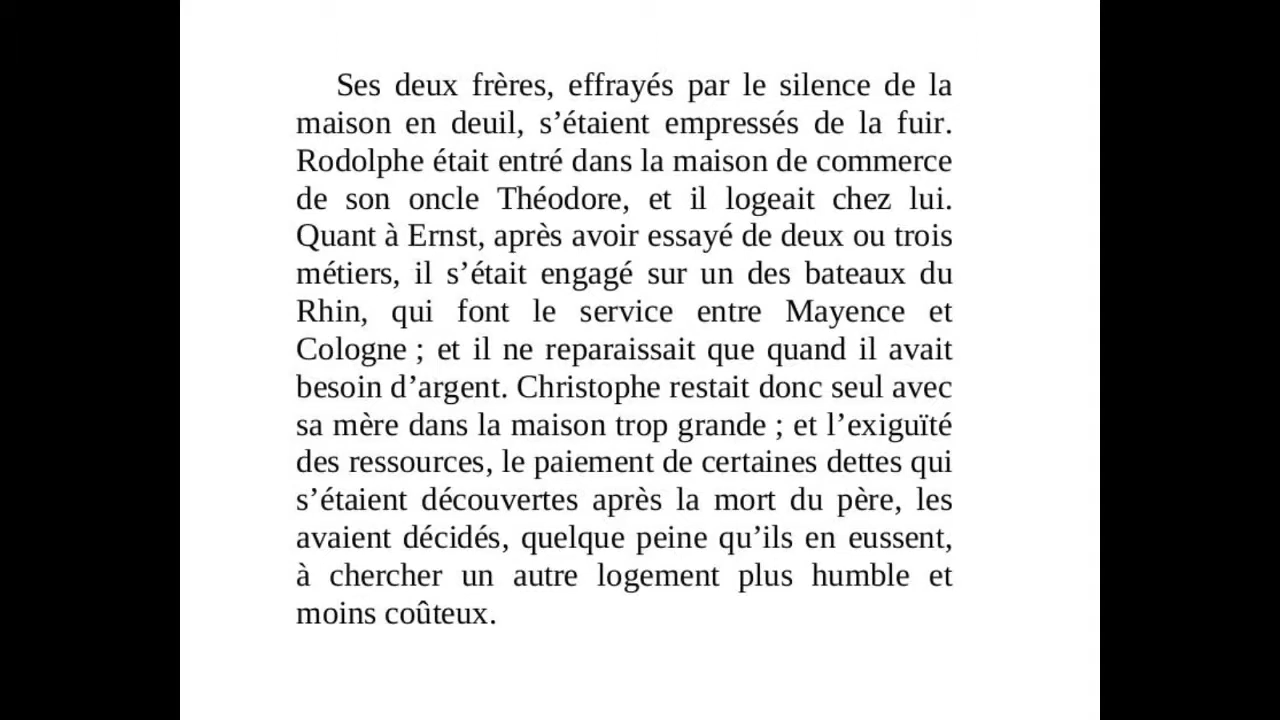 Ses deux frères, effrayés par le silence de la
maison en deuil, s’étaient empressés de la fuir.
Rodolphe était entré dans la maison de commerce
de son oncle Théodore, et il logeait chez lui.
Quant à Ernst, après avoir essayé de deux ou trois
métiers, il s’était engagé sur un des bateaux du
Rhin, qui font le service entre Mayence et
Cologne ; et il ne reparaissait que quand il avait
besoin d’argent. Christophe restait donc seul avec
sa mère dans la maison trop grande ; et l’exiguïté
des ressources, le paiement de certaines dettes qui
s’étaient découvertes après la mort du père, les
avaient décidés, quelque peine qu’ils en eussent,
à chercher un autre logement plus humble et
moins coûteux.